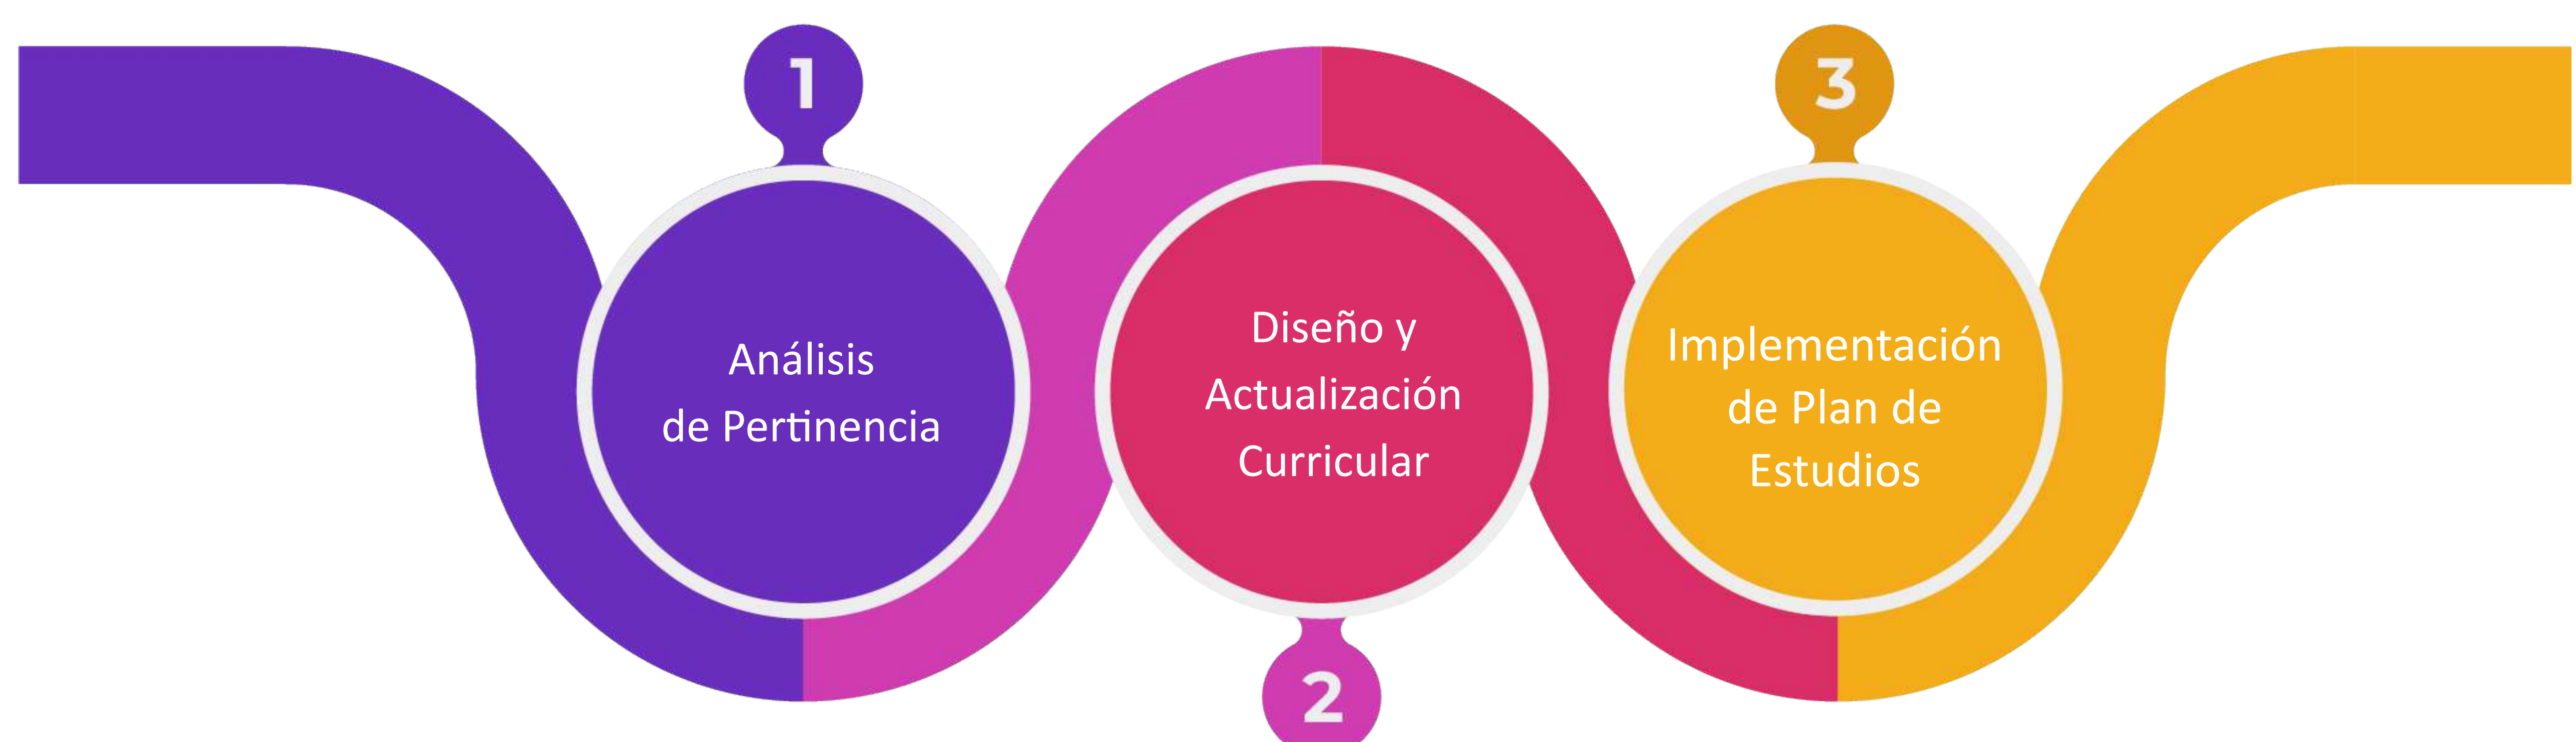 1
Análisis
de Pertinencia
Diseño y
Actualización
Curricular
2
3
Implementación
de Plan de
Estudios